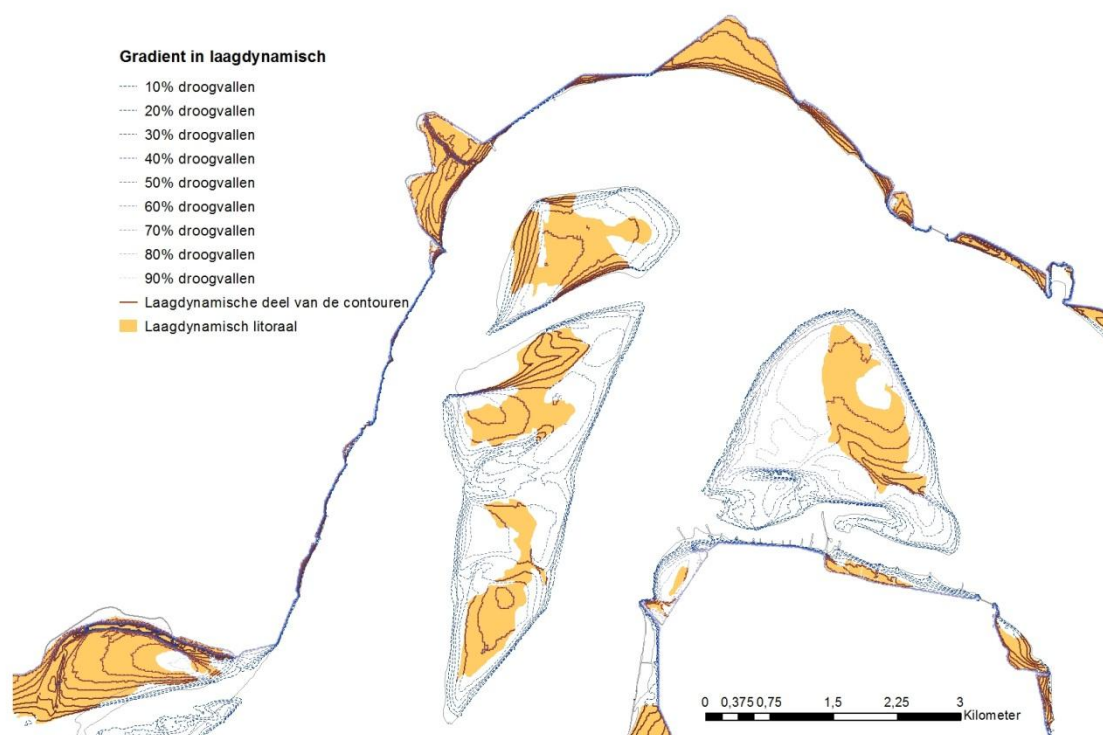 Gradient in laagdynamisch
10% droogvallen
20% droogvallen
30% droogvallen
40% droogvallen
50% droogvallen
60% droogvallen
70% droogvallen
80% droogvallen
90% droogvallen
Laagdynamische deel van de contouren
Laagdynamisch litoraal
0 0,375 0,75 1,5 2,25 3
Kilometer